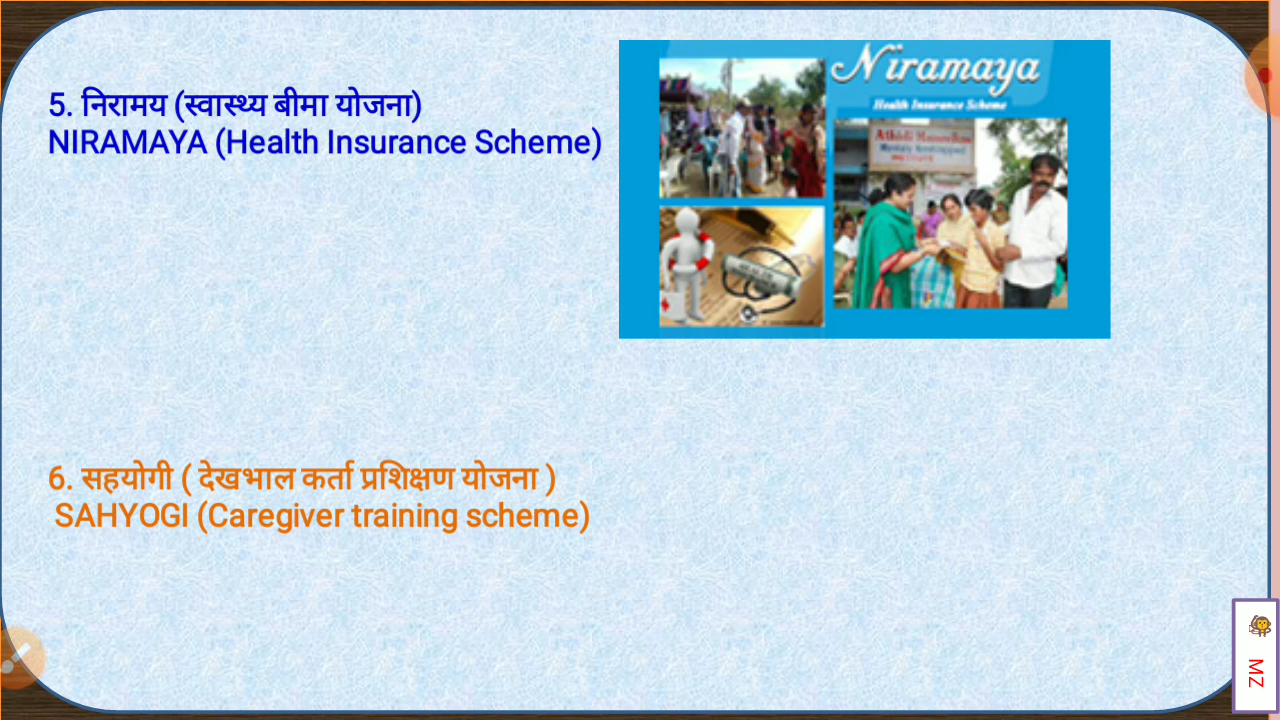 5. निरामय (स्वास्थ्य बीमा योजना)
NIRAMAYA (Health Insurance Scheme)
Niramaya
Health Insurance Scheme
6. सहयोगी ( देखभाल कर्ता प्रशिक्षण योजना )
SAHYOGI (Caregiver training scheme)
MZ